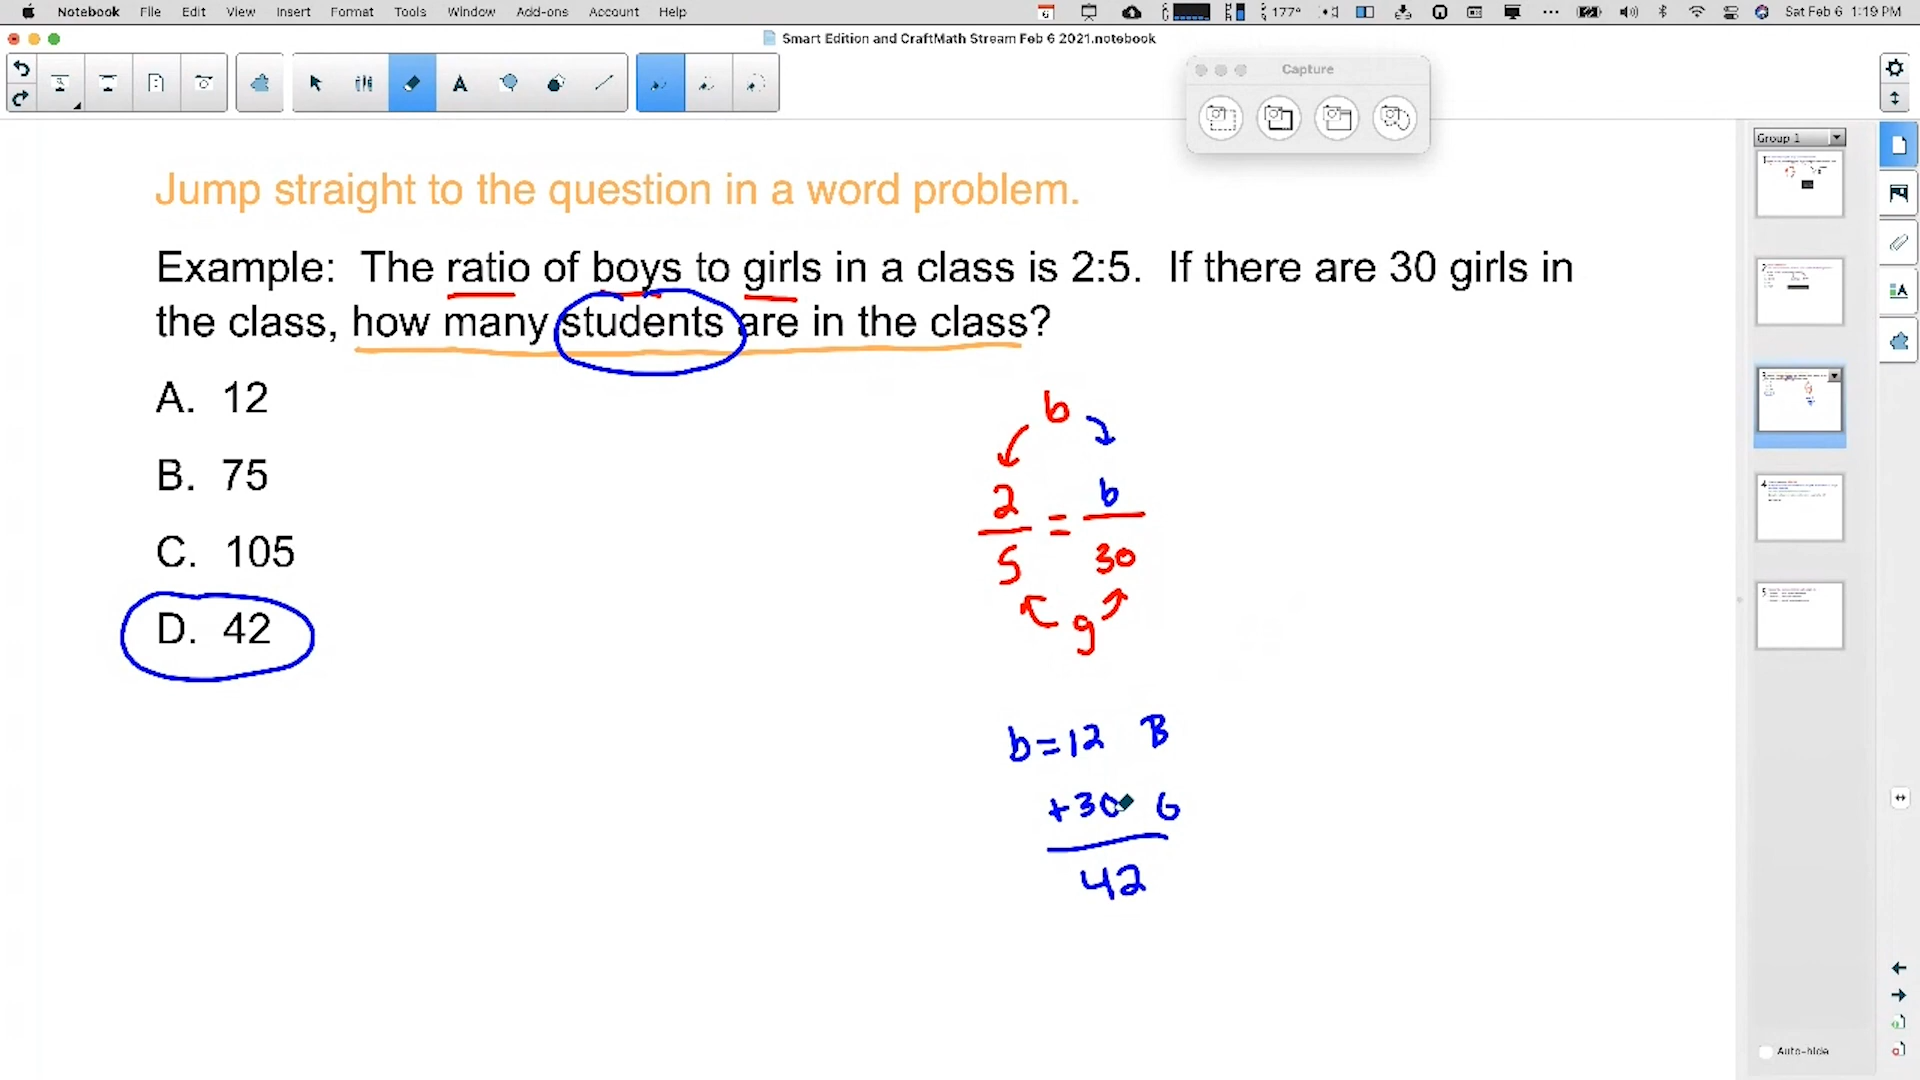 Notebook File Edit View Insert Format Tools Window Add-ons Account Help 177° Sat Feb 6 1:19 PM
Smart Edition and CraftMath Stream Feb 6 2021.notebook
Capture
Group 1
Jump straight to the question in a word problem.
Example: The ratio of boys to girls in a class is 2:5. If there are 30 girls in
the class, how many students are in the class?
A. 12
B. 75
C. 105
D. 42
b
2 = b
5 30
g
b=12 B
+30 G
42
Auto-hide